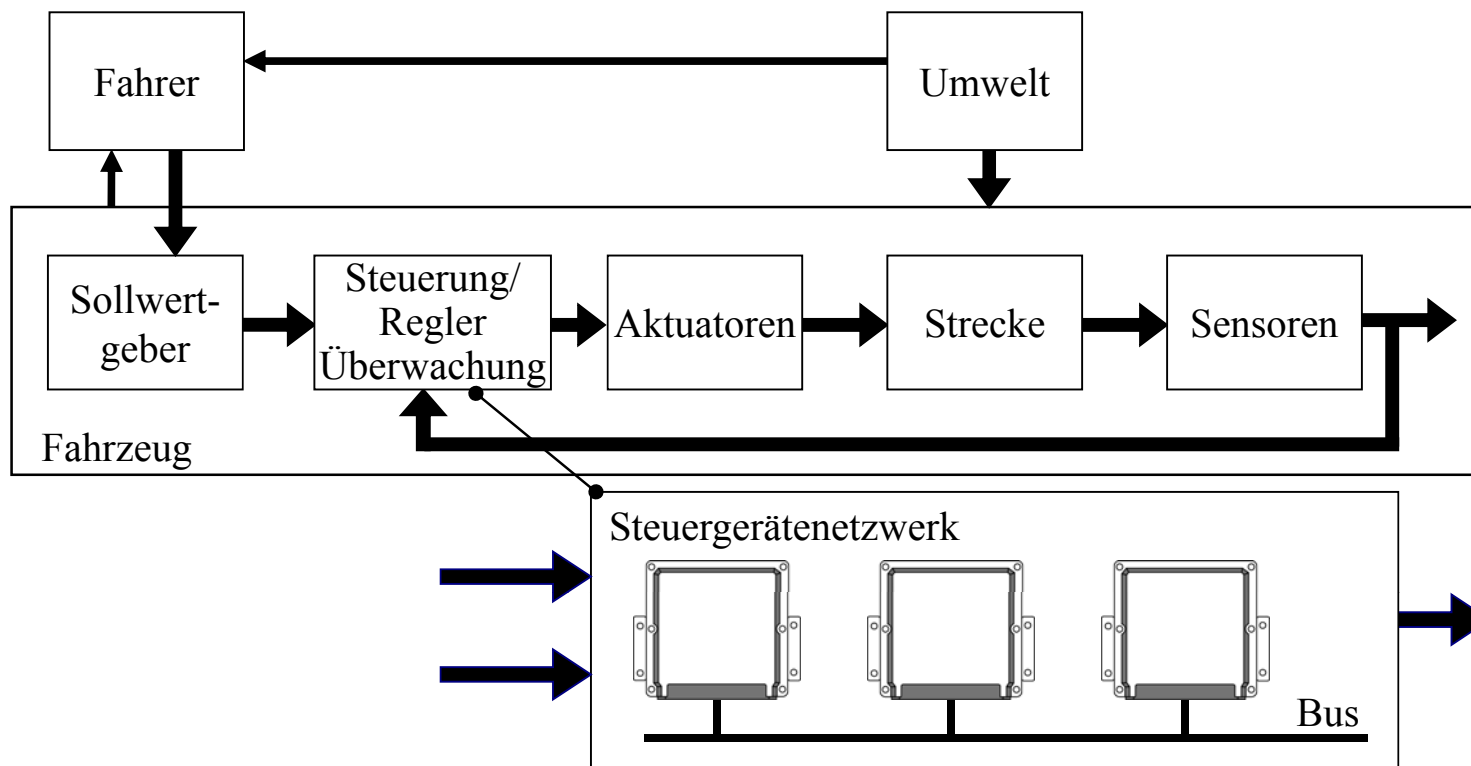 Fahrer
Umwelt
Sollwert-
geber
Steuerung/
Regler
Überwachung
Aktuatoren
Strecke
Sensoren
Fahrzeug
Steuergerätenetzwerk
Bus